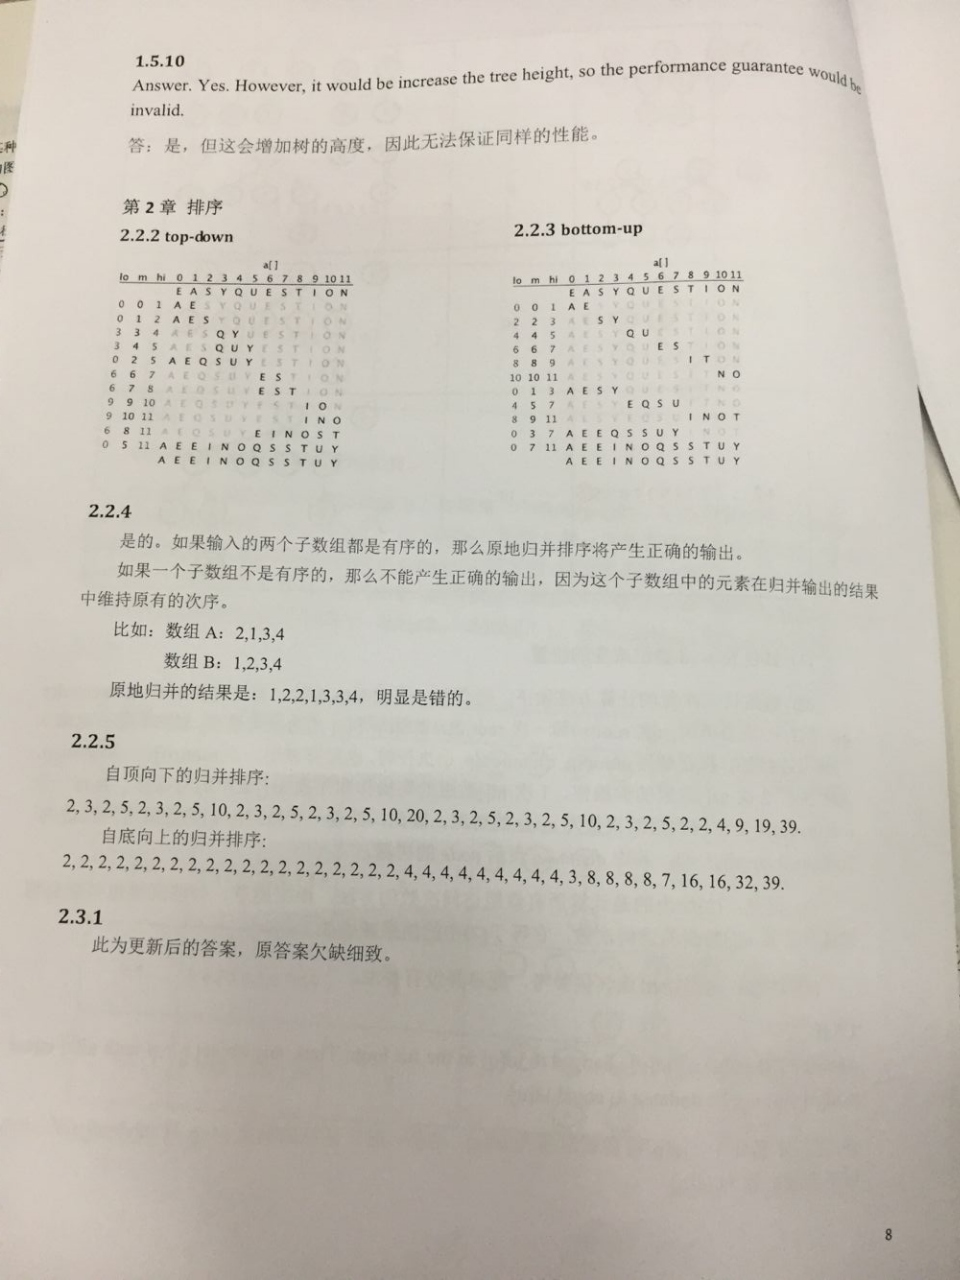 1.5.10
Answer. Yes. However, it would be increase the tree height, so the performance guarantee would be
invalid.
答：是，但这会增加树的高度，因此无法保证同样的性能。
第 2 章 排序
2.2.2 top-down
a[]
lo m hi 0 1 2 3 4 5 6 7 8 9 10 11
E A S Y Q U E S T I O N
0 0 1 A E S Y Q U E S T I O N
0 1 2 A E S Y Q U E S T I O N
3 3 4 A E S Q Y U E S T I O N
3 4 5 A E S Q U Y E S T I O N
0 2 5 A E Q S U Y E S T I O N
6 6 7 A E Q S U Y E S T I O N
6 7 8 A E Q S U Y E S T I O N
9 9 10 A E Q S U Y E S T I O N
9 10 11 A E Q S U Y E S T I N O
6 8 11 A E Q S U Y E I N O S T
0 5 11 A E E I N O Q S S T U Y
A E E I N O Q S S T U Y
2.2.3 bottom-up
a[]
lo m hi 0 1 2 3 4 5 6 7 8 9 10 11
E A S Y Q U E S T I O N
0 0 1 A E S Y Q U E S T I O N
2 2 3 A E S Y Q U E S T I O N
4 4 5 A E S Y Q U E S T I O N
6 6 7 A E S Y Q U E S T I O N
8 8 9 A E S Y Q U E S I T O N
10 10 11 A E S Y Q U E S I T N O
0 1 3 A E S Y Q U E S I T N O
4 5 7 A E S Y E Q S U I T N O
8 9 11 A E S Y E Q S U I N O T
0 3 7 A E E Q S S U Y I N O T
0 7 11 A E E I N O Q S S T U Y
A E E I N O Q S S T U Y
2.2.4
是的。如果输入的两个子数组都是有序的，那么原地归并排序将产生正确的输出。
如果一个子数组不是有序的，那么不能产生正确的输出，因为这个子数组中的元素在归并输出的结果
中维持原有的次序。
比如：数组 A：2,1,3,4
数组 B：1,2,3,4
原地归并的结果是：1,2,2,1,3,3,4，明显是错的。
2.2.5
自顶向下的归并排序:
2, 3, 2, 5, 2, 3, 2, 5, 10, 2, 3, 2, 5, 2, 3, 2, 5, 10, 20, 2, 3, 2, 5, 2, 3, 2, 5, 10, 2, 3, 2, 5, 2, 2, 4, 9, 19, 39.
自底向上的归并排序:
2, 2, 2, 2, 2, 2, 2, 2, 2, 2, 2, 2, 2, 2, 2, 2, 2, 2, 2, 4, 4, 4, 4, 4, 4, 4, 4, 4, 3, 8, 8, 8, 8, 7, 16, 16, 32, 39.
2.3.1
此为更新后的答案，原答案欠缺细致。
8